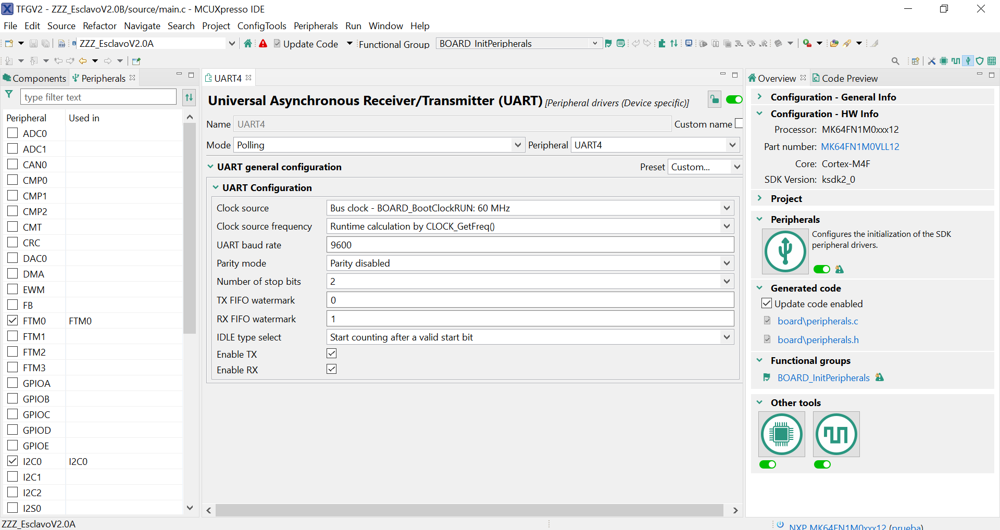 TFGV2 - ZZZ_EsclavoV2.0B/source/main.c - MCUXpresso IDE
File Edit Source Refactor Navigate Search Project ConfigTools Peripherals Run Window Help
ZZZ_EsclavoV2.0A Update Code Functional Group BOARD_InitPeripherals
Components Peripherals
type filter text
Peripheral Used in
ADC0
ADC1
CAN0
CMP0
CMP1
CMP2
CMT
CRC
DAC0
DMA
EWM
FB
FTM0 FTM0
FTM1
FTM2
FTM3
GPIOA
GPIOB
GPIOC
GPIOD
GPIOE
I2C0 I2C0
I2C1
I2C2
I2S0
UART4
Universal Asynchronous Receiver/Transmitter (UART) [Peripheral drivers (Device specific)]
Name UART4 Custom name
Mode Polling Peripheral UART4
UART general configuration Preset Custom...
UART Configuration
Clock source Bus clock - BOARD_BootClockRUN: 60 MHz
Clock source frequency Runtime calculation by CLOCK_GetFreq()
UART baud rate 9600
Parity mode Parity disabled
Number of stop bits 2
TX FIFO watermark 0
RX FIFO watermark 1
IDLE type select Start counting after a valid start bit
Enable TX
Enable RX
Overview Code Preview
Configuration - General Info
Configuration - HW Info
Processor: MK64FN1M0xxx12
Part number: MK64FN1M0VLL12
Core: Cortex-M4F
SDK Version: ksdk2_0
Project
Peripherals
Configures the initialization of the SDK
peripheral drivers.
Generated code
Update code enabled
board\peripherals.c
board\peripherals.h
Functional groups
BOARD_InitPeripherals
Other tools
ZZZ_EsclavoV2.0A
NXP MK64FN1M0xxx12 (prueba)